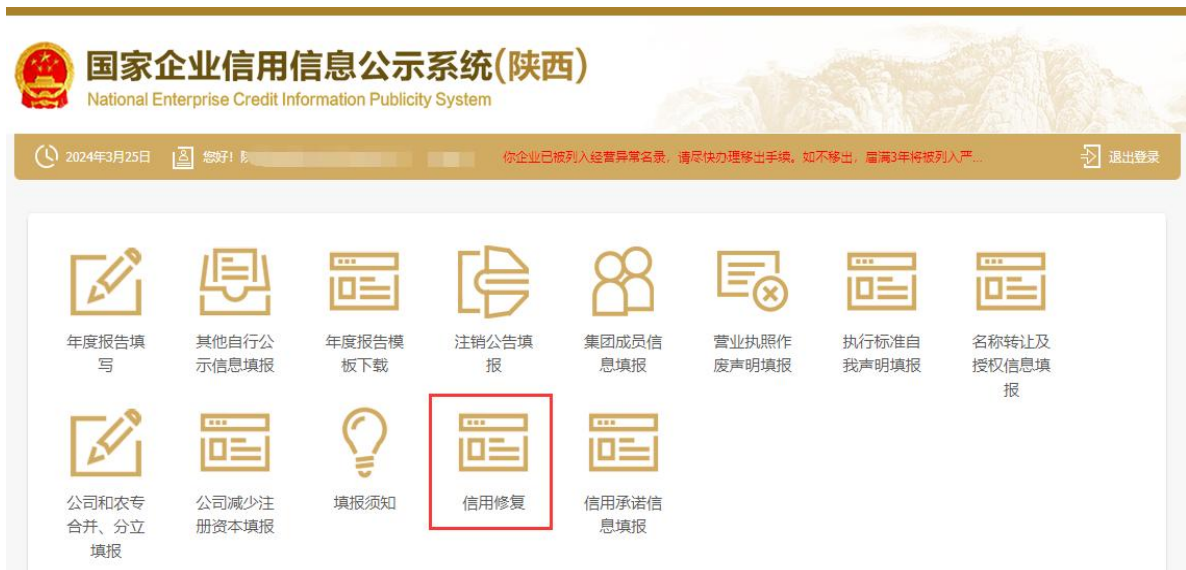 国家企业信用信息公示系统(陕西)
National Enterprise Credit Information Publicity System
2024年3月25日 您好! 你企业已被列入经营异常名录，请尽快办理移出手续。如不移出，届满3年将被列入严... 退出登录
年度报告填 其他自行公 年度报告模 注销公告填 集团成员信 营业执照作 执行标准自 名称转让及
写 示信息填报 板下载 报 息填报 废声明填报 我声明填报 授权信息填
报
公司和农专 公司减少注 填报须知 信用修复 信用承诺信
合并、分立 册资本填报 息填报
填报